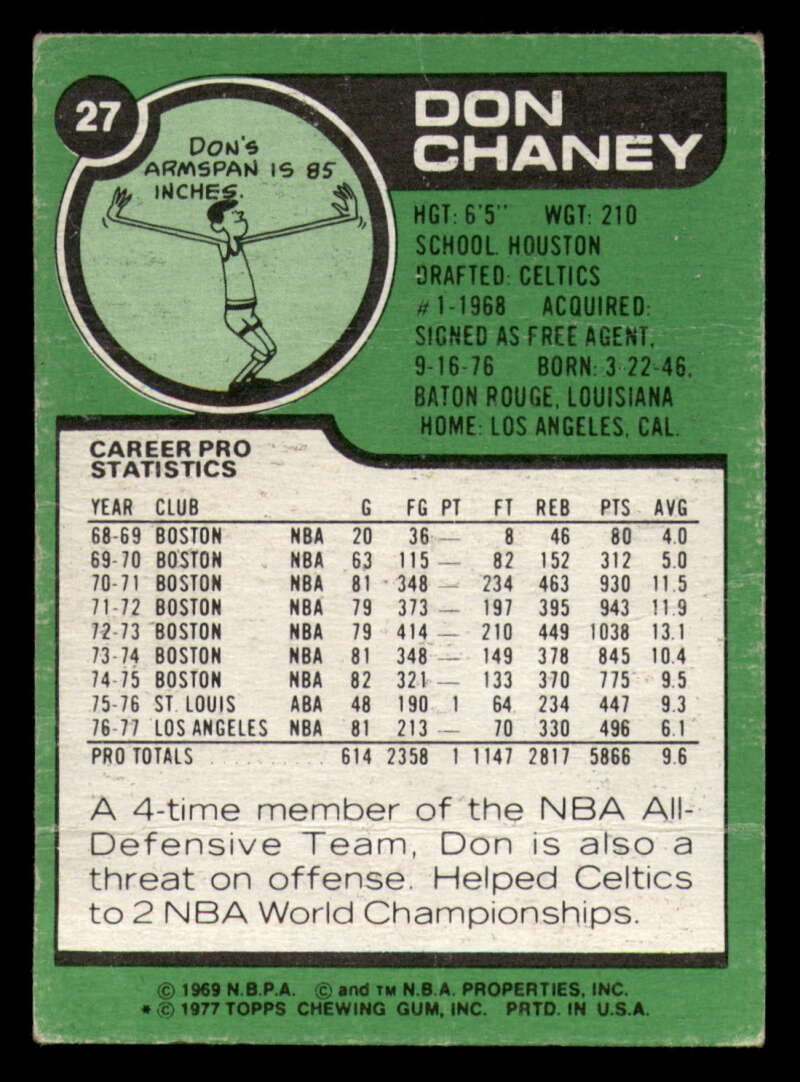 27
DON
CHANEY
DON'S
ARMSPAN IS 85
INCHES.
HGT: 6'5" WGT: 210
SCHOOL: HOUSTON
DRAFTED: CELTICS
#1-1968 ACQUIRED:
SIGNED AS FREE AGENT,
9-16-76 BORN: 3-22-46,
BATON ROUGE, LOUISIANA
HOME: LOS ANGELES, CAL.
CAREER PRO
STATISTICS
YEAR CLUB G FG PT FT REB PTS AVG
68-69 BOSTON NBA 20 36 — 8 46 80 4.0
69-70 BOSTON NBA 63 115 — 82 152 312 5.0
70-71 BOSTON NBA 81 348 — 234 463 930 11.5
71-72 BOSTON NBA 79 373 — 197 395 943 11.9
72-73 BOSTON NBA 79 414 — 210 449 1038 13.1
73-74 BOSTON NBA 81 348 — 149 378 845 10.4
74-75 BOSTON NBA 82 321 — 133 370 775 9.5
75-76 ST. LOUIS ABA 48 190 1 64 234 447 9.3
76-77 LOS ANGELES NBA 81 213 — 70 330 496 6.1
PRO TOTALS . . . . . . . . . . 614 2358 1 1147 2817 5866 9.6
A 4-time member of the NBA All-
Defensive Team, Don is also a
threat on offense. Helped Celtics
to 2 NBA World Championships.
© 1969 N.B.P.A. © and TM N.B.A. PROPERTIES, INC.
* © 1977 TOPPS CHEWING GUM, INC. PRTD. IN U.S.A.